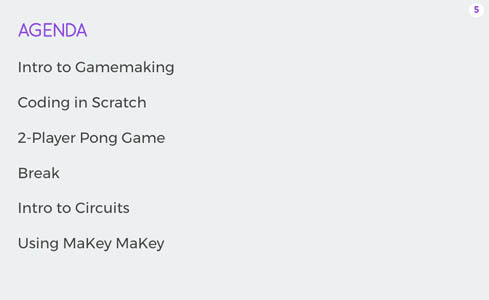 5
AGENDA
Intro to Gamemaking
Coding in Scratch
2-Player Pong Game
Break
Intro to Circuits
Using MaKey MaKey